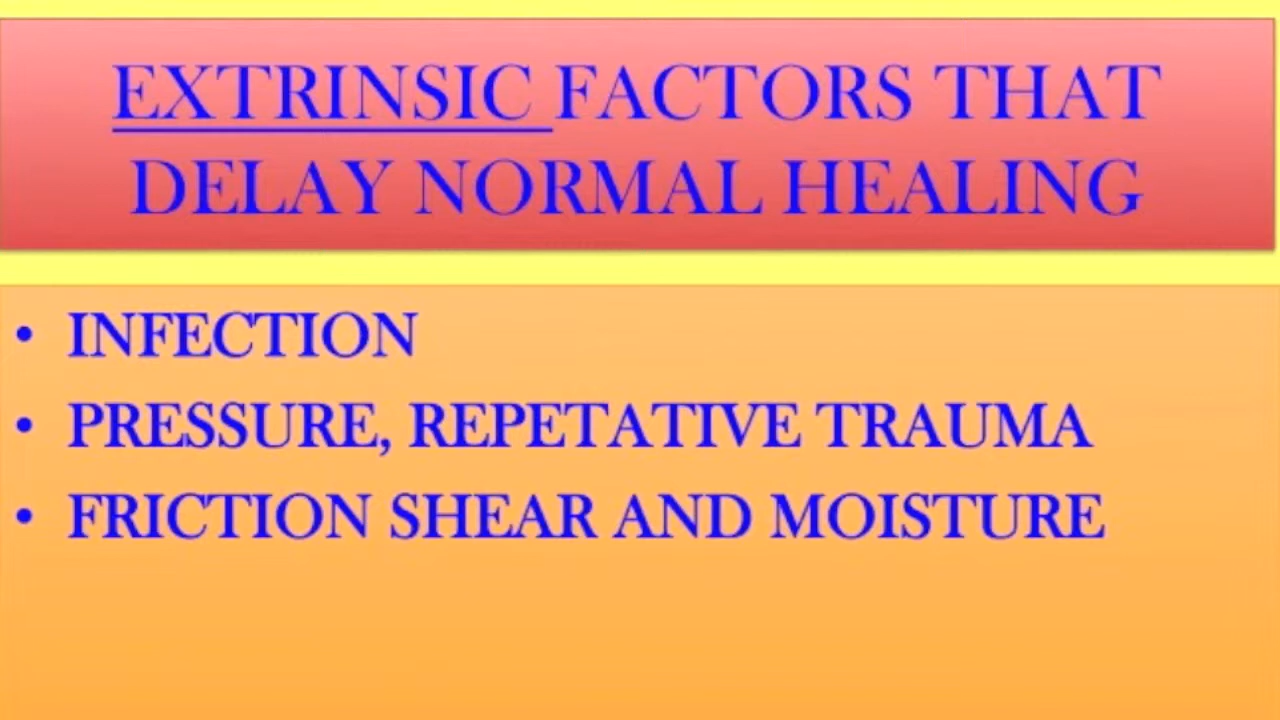 EXTRINSIC FACTORS THAT
DELAY NORMAL HEALING
• INFECTION
• PRESSURE, REPETATIVE TRAUMA
• FRICTION SHEAR AND MOISTURE